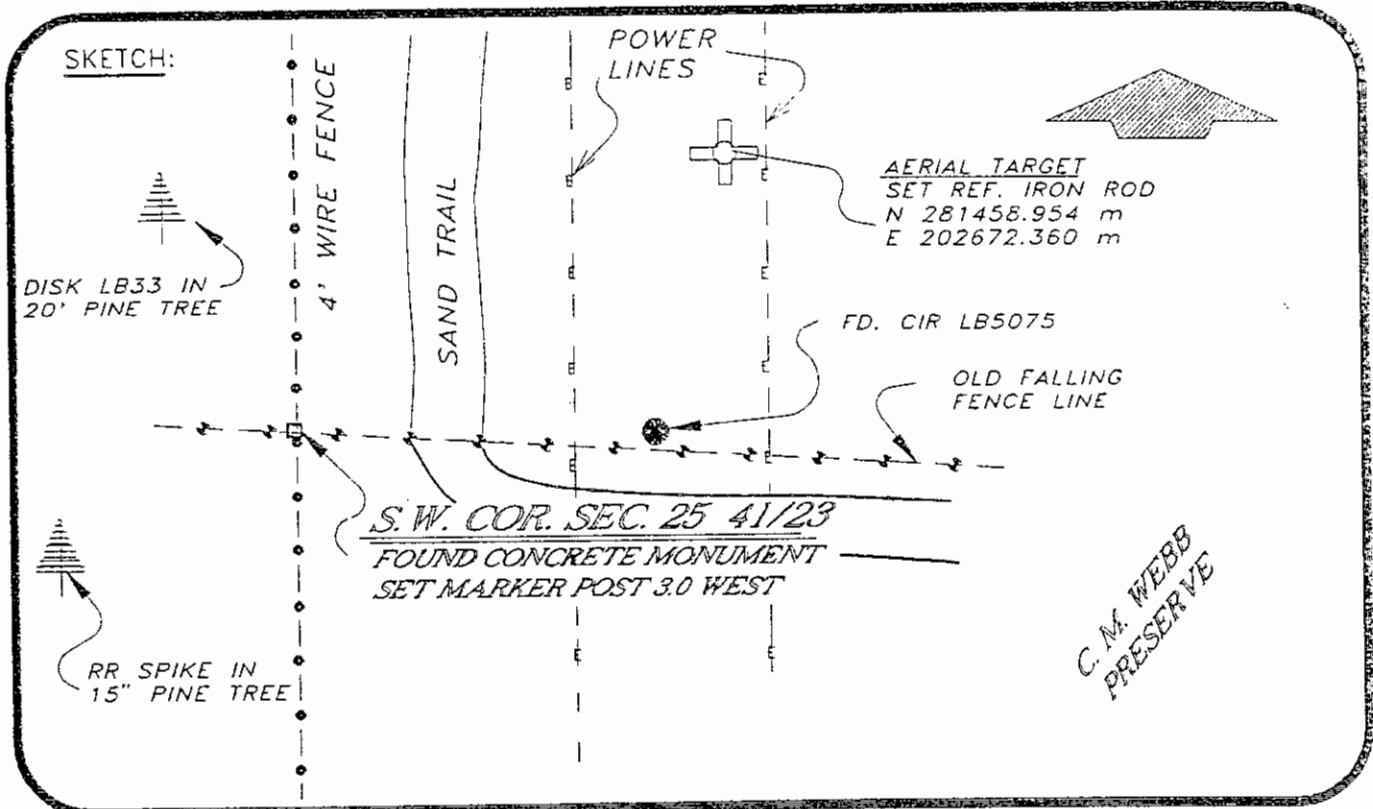 SKETCH:
POWER
LINES
4' WIRE FENCE
SAND TRAIL
AERIAL TARGET
SET REF. IRON ROD
N 281458.954 m
E 202672.360 m
DISK LB33 IN
20' PINE TREE
FD. CIR LB5075
OLD FALLING
FENCE LINE
S.W. COR. SEC. 25 41/23
FOUND CONCRETE MONUMENT
SET MARKER POST 3.0 WEST
RR SPIKE IN
15" PINE TREE
C. M. WEBB
PRESERVE